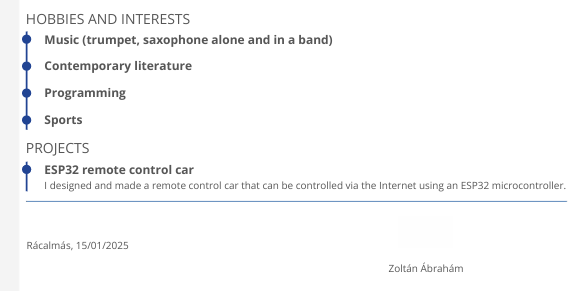 HOBBIES AND INTERESTS
Music (trumpet, saxophone alone and in a band)
Contemporary literature
Programming
Sports
PROJECTS
ESP32 remote control car
I designed and made a remote control car that can be controlled via the Internet using an ESP32 microcontroller.
Rácalmás, 15/01/2025
Zoltán Ábrahám